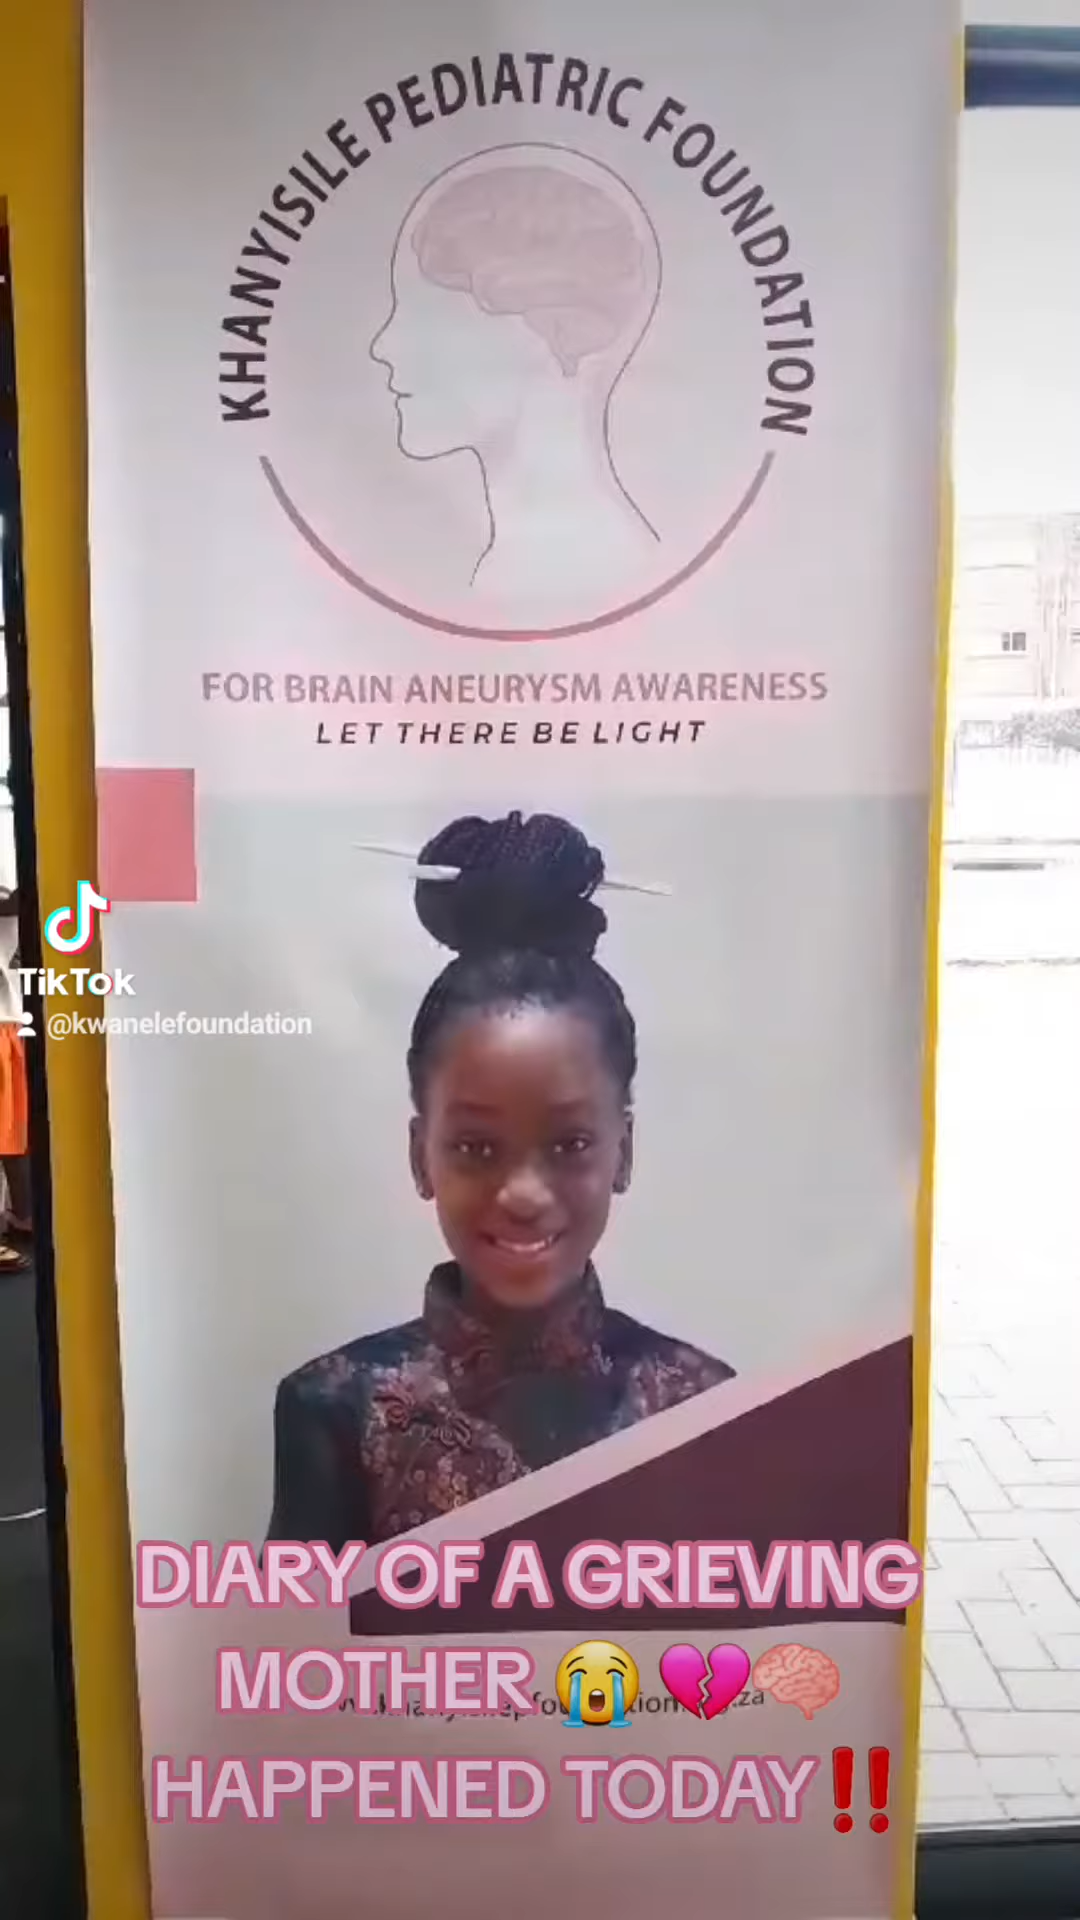 KHANYISILE PEDIATRIC FOUNDATION
FOR BRAIN ANEURYSM AWARENESS
LET THERE BE LIGHT
TikTok
@kwanelefoundation
DIARY OF A GRIEVING
MOTHER 😭 💔🧠
HAPPENED TODAY‼️